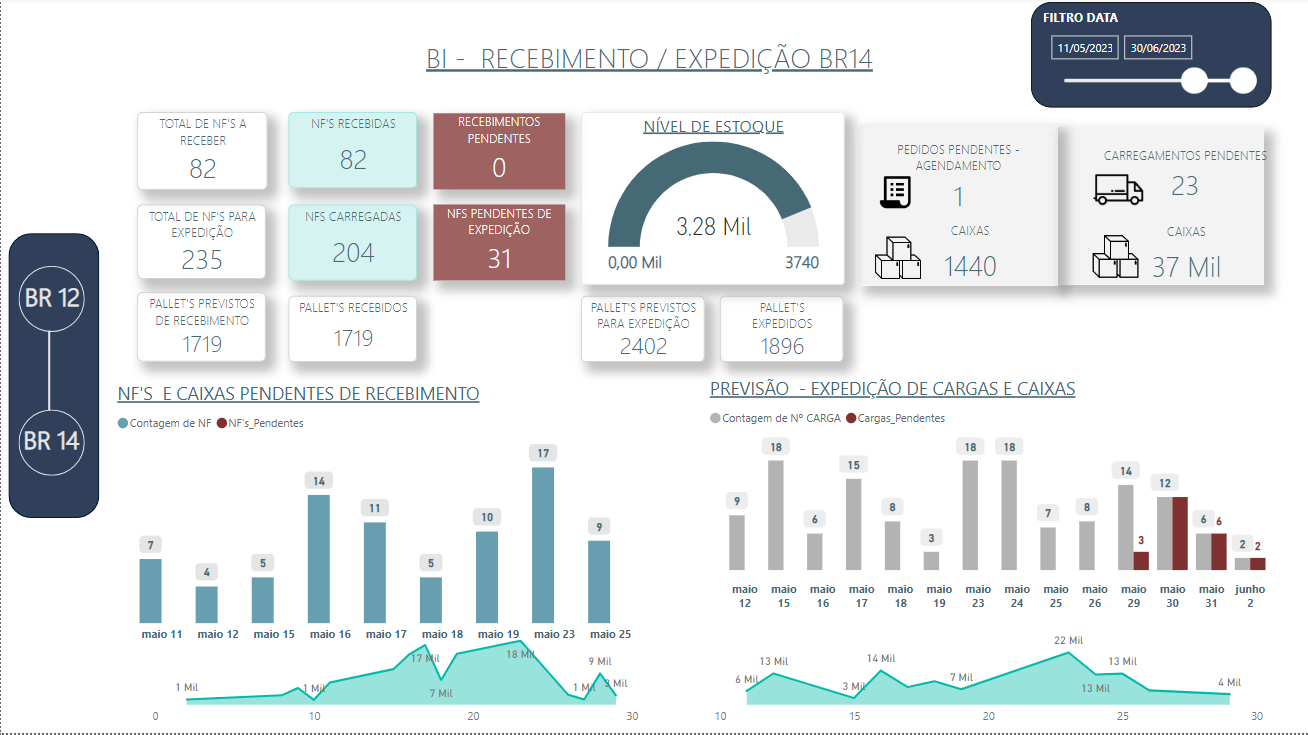 FILTRO DATA
11/05/2023 30/06/2023
BI - RECEBIMENTO / EXPEDIÇÃO BR14
TOTAL DE NF'S A
RECEBER
82
NF'S RECEBIDAS
82
RECEBIMENTOS
PENDENTES
0
NÍVEL DE ESTOQUE
3,28 Mil
0,00 Mil
3740
PEDIDOS PENDENTES -
AGENDAMENTO
1
CAIXAS
1440
CARREGAMENTOS PENDENTES
23
CAIXAS
37 Mil
TOTAL DE NF'S PARA
EXPEDIÇÃO
235
NFS CARREGADAS
204
NFS PENDENTES DE
EXPEDIÇÃO
31
BR 12
BR 14
PALLET'S PREVISTOS
DE RECEBIMENTO
1719
PALLET'S RECEBIDOS
1719
PALLET'S PREVISTOS
PARA EXPEDIÇÃO
2402
PALLET'S
EXPEDIDOS
1896
NF'S E CAIXAS PENDENTES DE RECEBIMENTO
Contagem de NF NF's_Pendentes
7 4 5 14 11 5 10 17 9
maio 11 maio 12 maio 15 maio 16 maio 17 maio 18 maio 19 maio 23 maio 25
1 Mil 1 Mil 17 Mil 7 Mil 18 Mil 1 Mil 9 Mil 3 Mil
0 10 20 30
PREVISÃO - EXPEDIÇÃO DE CARGAS E CAIXAS
Contagem de Nº CARGA Cargas_Pendentes
9 18 6 15 8 3 18 18 7 8 14 3 12 6 6 2 2
maio maio maio maio maio maio maio maio maio maio maio maio maio junho
12 15 16 17 18 19 23 24 25 26 29 30 31 2
6 Mil 13 Mil 3 Mil 14 Mil 7 Mil 22 Mil 13 Mil 13 Mil 4 Mil
10 15 20 25 30